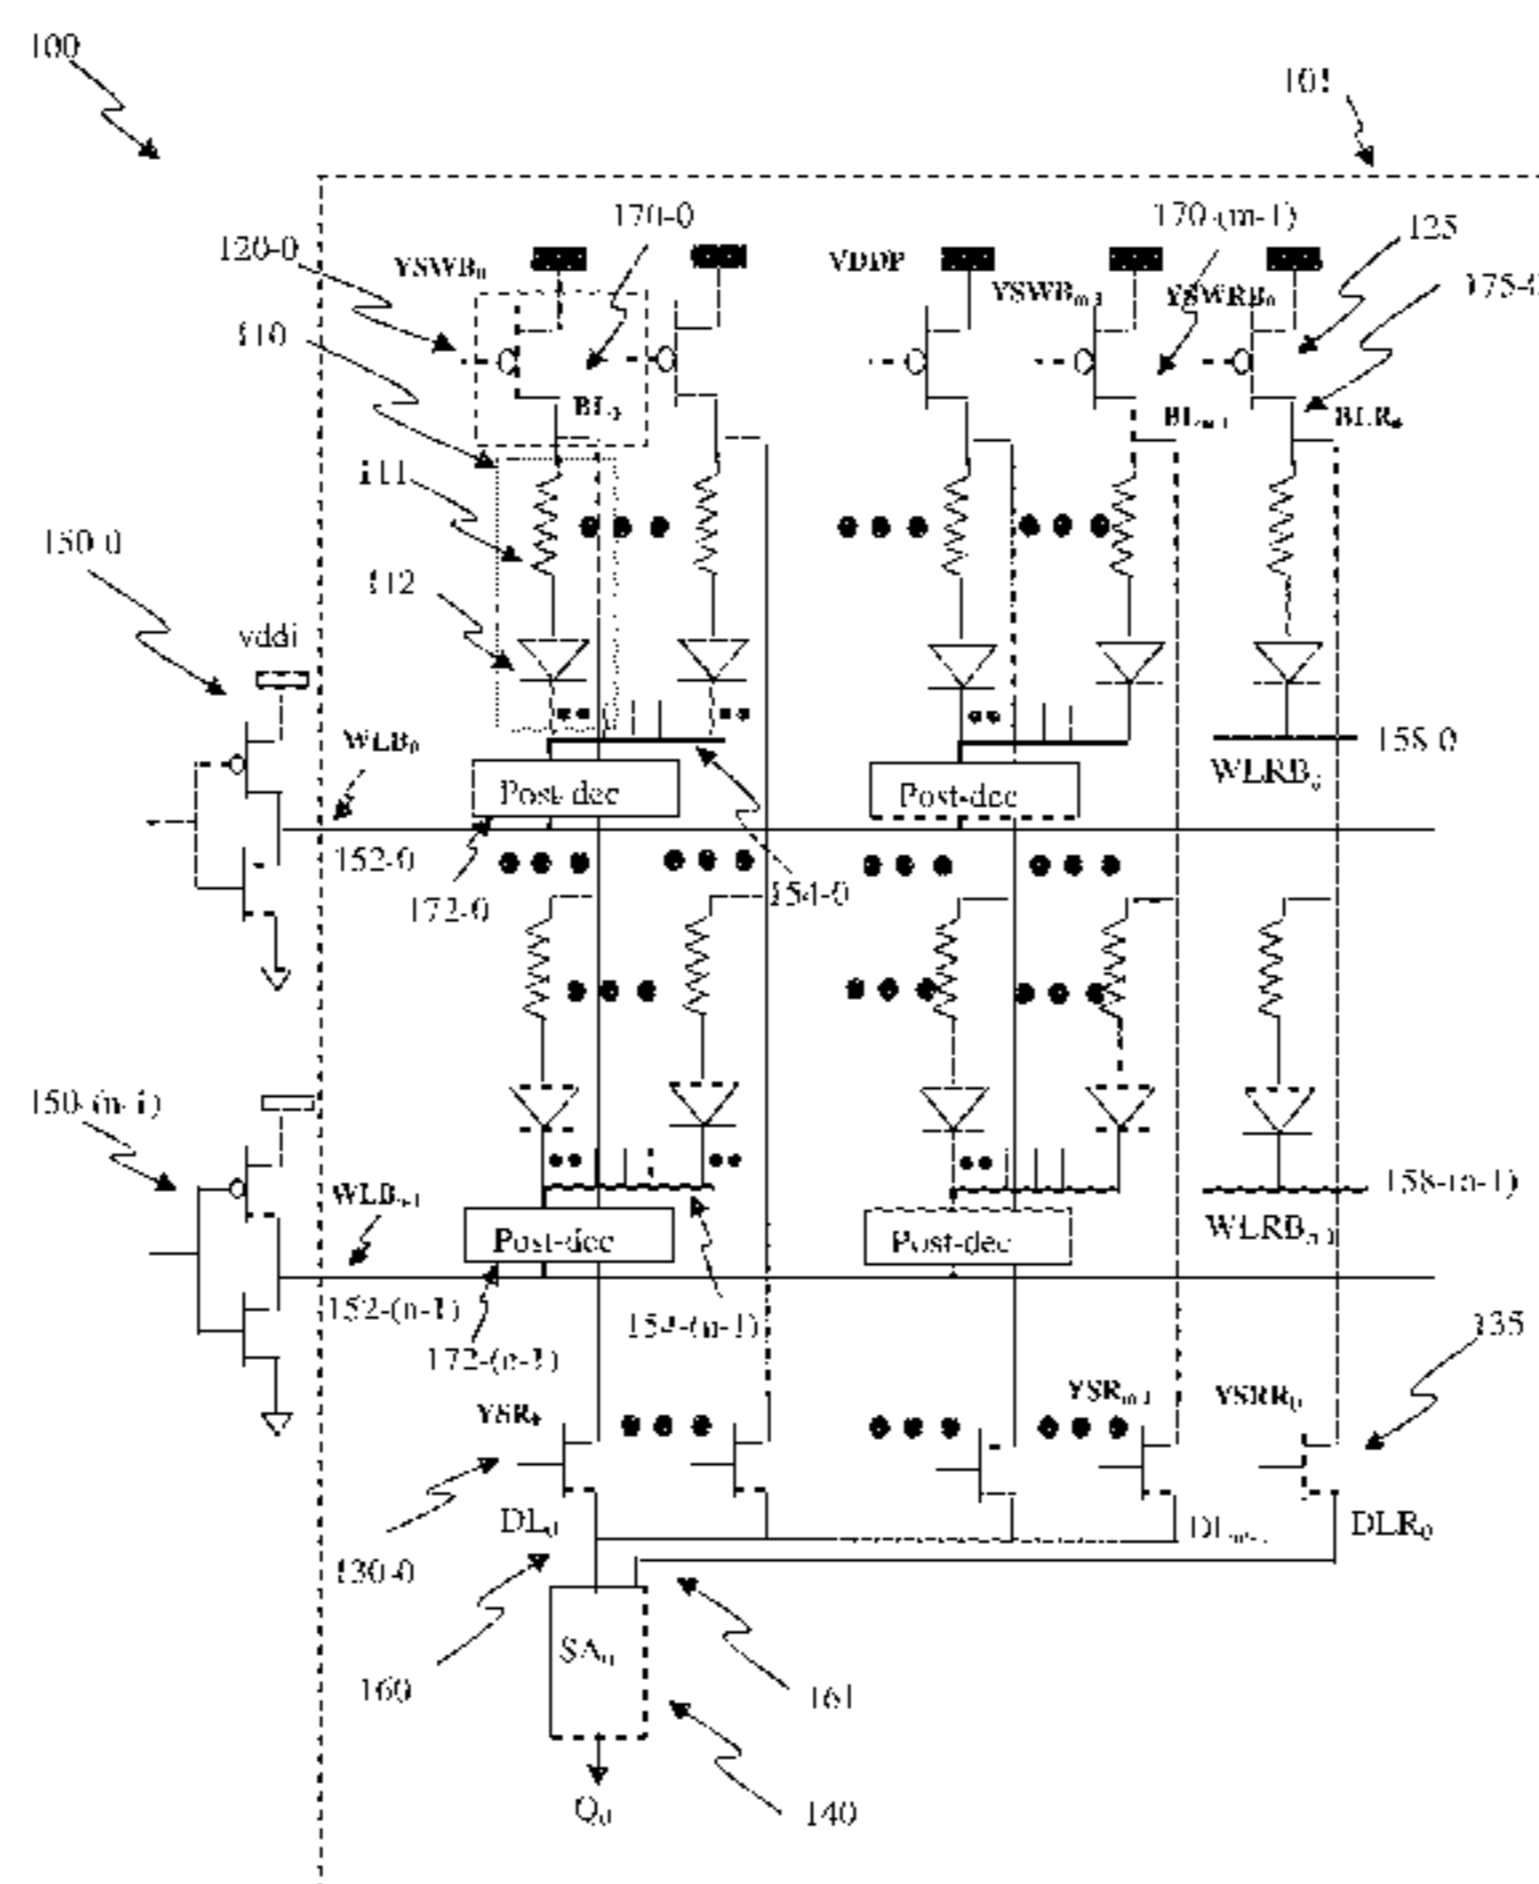 100
101
170-0
170-(m-1)
125
120-0
YSWB₀
VDDP
YSWBₘ₋₁
YSWRB₀
175-0
110
BL₀
BLₘ₋₁
BLR₀
111
150-0
112
vddi
WLB₀
158-0
WLRB₀
Post-dec
Post-dec
152-0
172-0
154-0
150-(n-1)
WLBₙ₋₁
158-(n-1)
WLRBₙ₋₁
Post-dec
Post-dec
152-(n-1)
154-(n-1)
172-(n-1)
135
YSR₀
YSRₘ₋₁
YSRR₀
DL₀
DLₘ₋₁
DLR₀
130-0
SA₀
160
161
Q₀
140